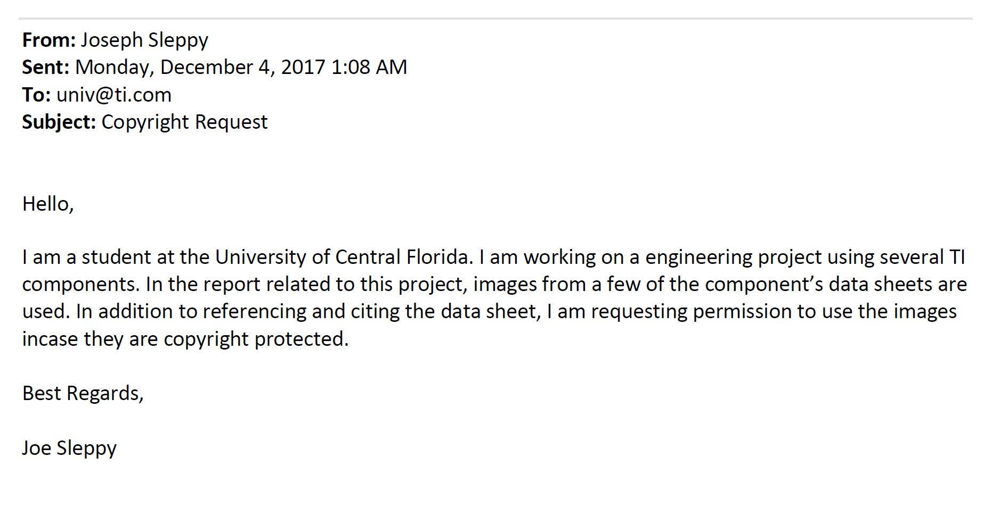 From: Joseph Sleppy
Sent: Monday, December 4, 2017 1:08 AM
To: univ@ti.com
Subject: Copyright Request
Hello,
I am a student at the University of Central Florida. I am working on a engineering project using several TI
components. In the report related to this project, images from a few of the component’s data sheets are
used. In addition to referencing and citing the data sheet, I am requesting permission to use the images
incase they are copyright protected.
Best Regards,
Joe Sleppy